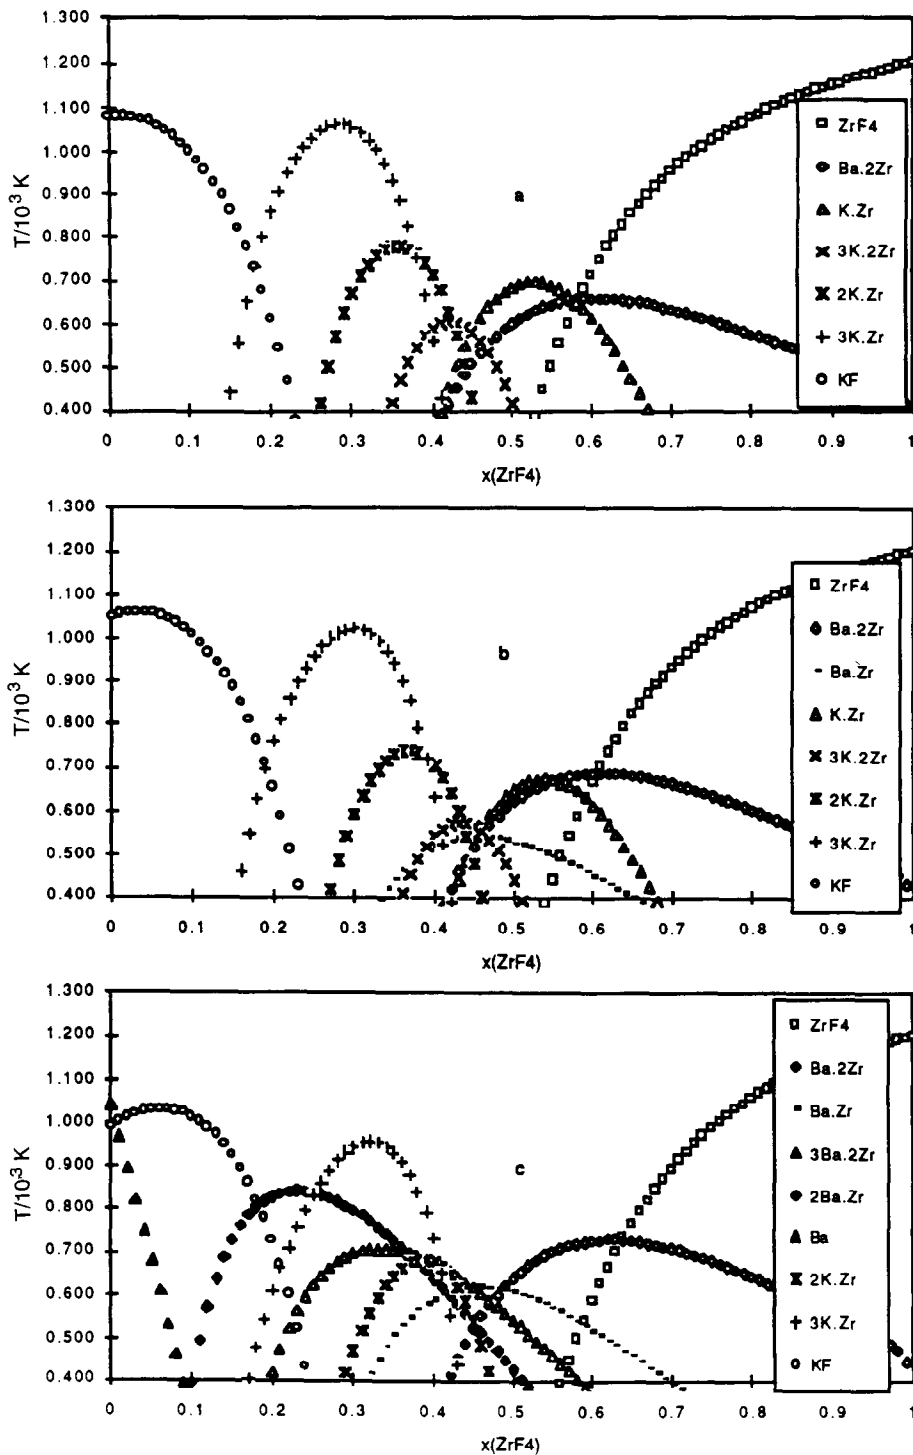 1.300
1.200
1.100
1.000
0.900
0.800
0.700
0.600
0.500
0.400
T/10³ K
a
ZrF4
Ba.2Zr
K.Zr
3K.2Zr
2K.Zr
3K.Zr
KF
0 0.1 0.2 0.3 0.4 0.5 0.6 0.7 0.8 0.9 1
x(ZrF4)
1.300
1.200
1.100
1.000
0.900
0.800
0.700
0.600
0.500
0.400
T/10³ K
b
ZrF4
Ba.2Zr
Ba.Zr
K.Zr
3K.2Zr
2K.Zr
3K.Zr
KF
0 0.1 0.2 0.3 0.4 0.5 0.6 0.7 0.8 0.9 1
x(ZrF4)
1.300
1.200
1.100
1.000
0.900
0.800
0.700
0.600
0.500
0.400
T/10⁻³ K
c
ZrF4
Ba.2Zr
Ba.Zr
3Ba.2Zr
2Ba.Zr
Ba
2K.Zr
3K.Zr
KF
0 0.1 0.2 0.3 0.4 0.5 0.6 0.7 0.8 0.9 1
x(ZrF4)